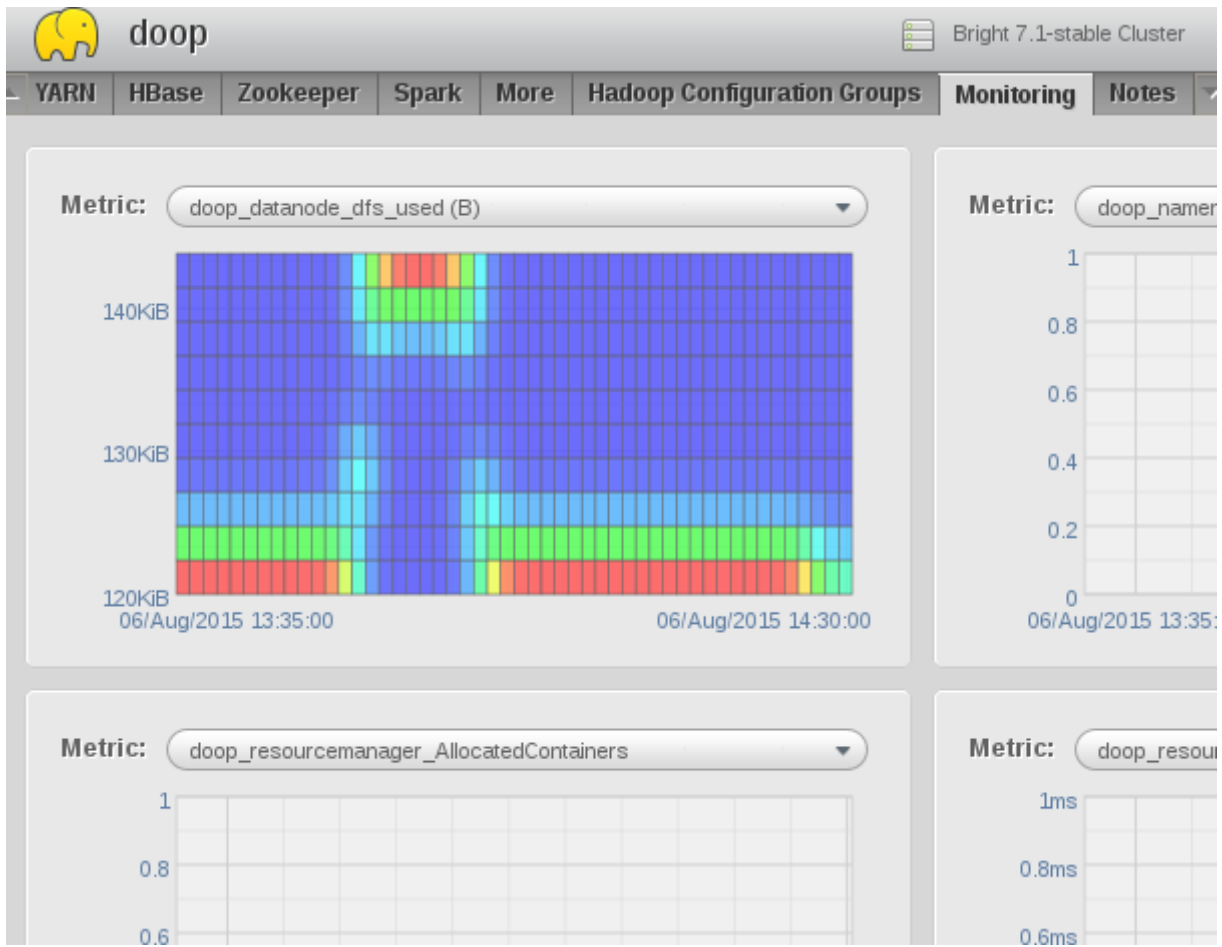 doop
Bright 7.1-stable Cluster
YARN HBase Zookeeper Spark More Hadoop Configuration Groups Monitoring Notes
Metric: doop_datanode_dfs_used (B)
140KiB
130KiB
120KiB
06/Aug/2015 13:35:00 06/Aug/2015 14:30:00
Metric: doop_namen
1
0.8
0.6
0.4
0.2
0
06/Aug/2015 13:35:
Metric: doop_resourcemanager_AllocatedContainers
1
0.8
0.6
Metric: doop_resour
1ms
0.8ms
0.6ms